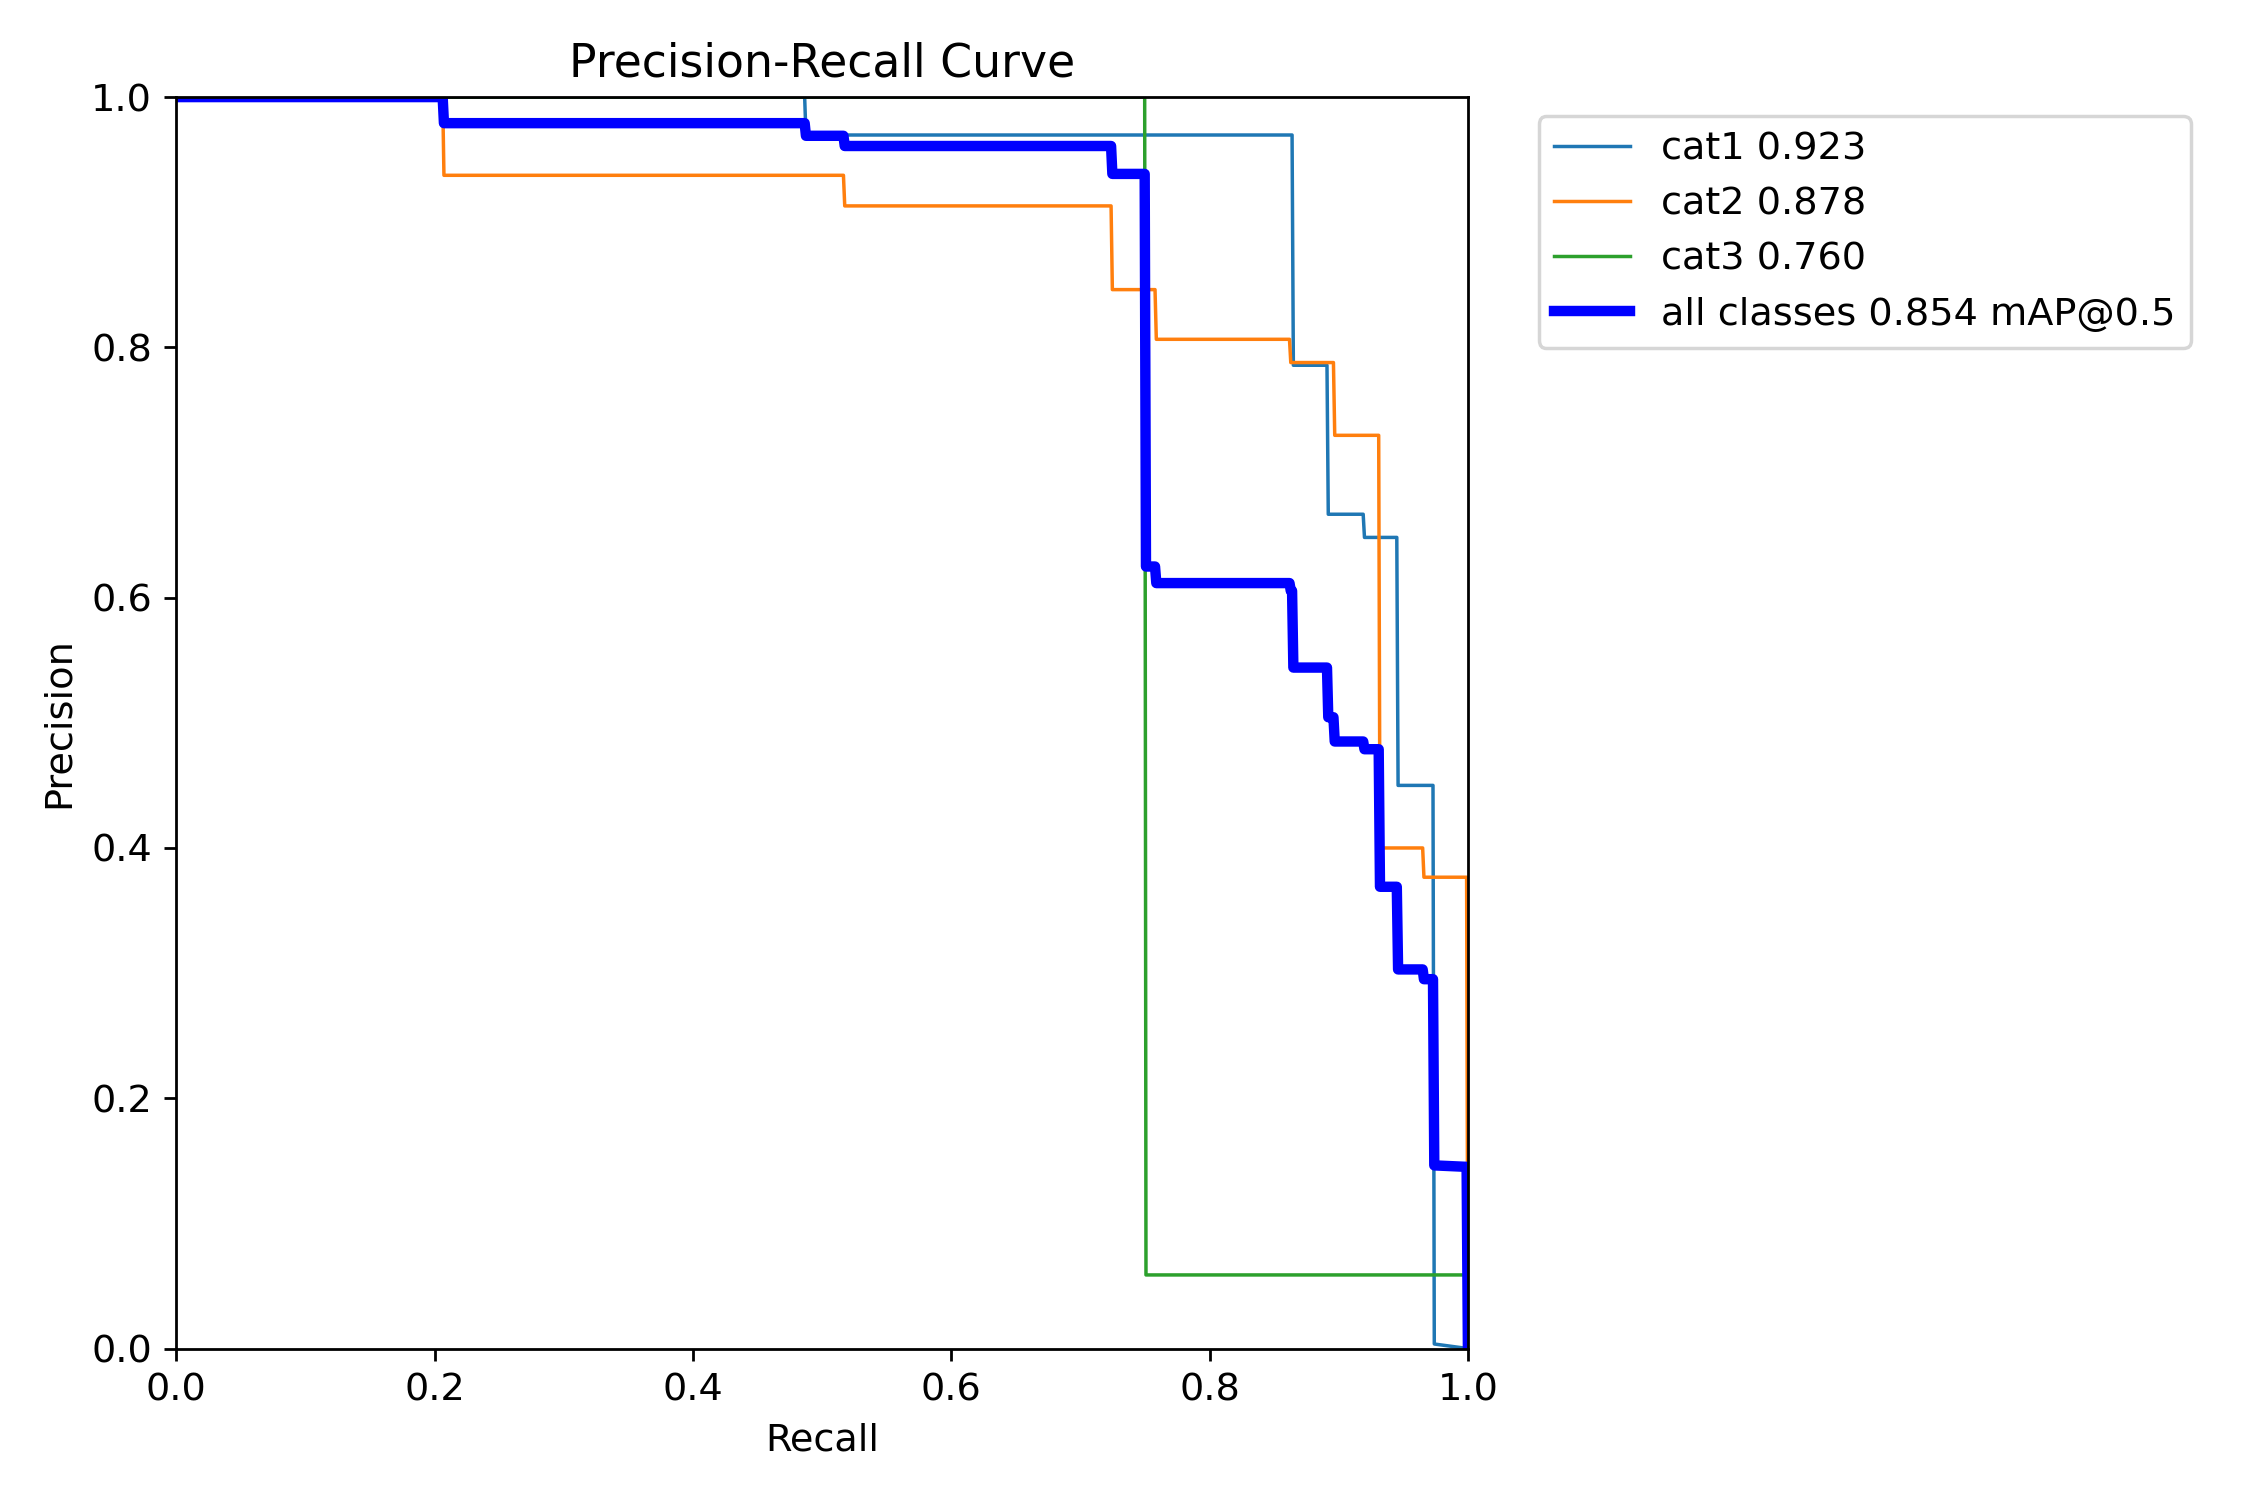 Precision-Recall Curve
cat1 0.923
cat2 0.878
cat3 0.760
all classes 0.854 mAP@0.5
Precision
1.0
0.8
0.6
0.4
0.2
0.0
0.0 0.2 0.4 0.6 0.8 1.0
Recall